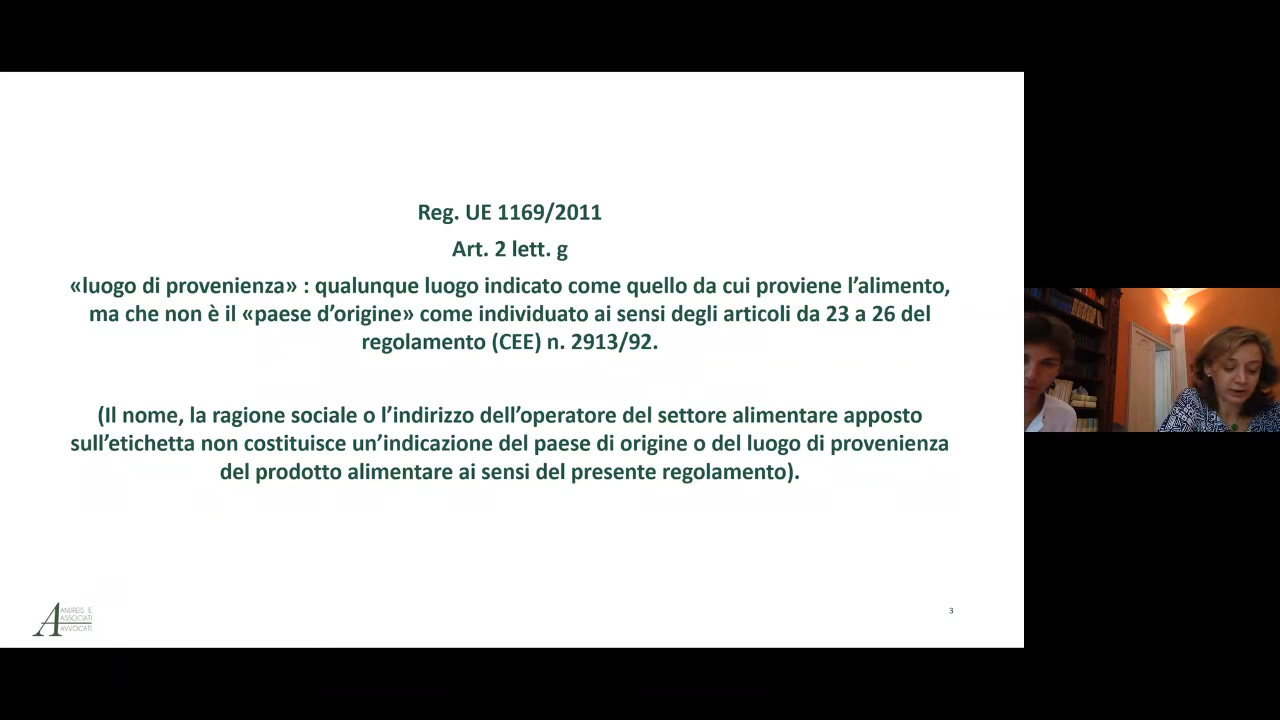 Reg. UE 1169/2011
Art. 2 lett. g
«luogo di provenienza» : qualunque luogo indicato come quello da cui proviene l’alimento,
ma che non è il «paese d’origine» come individuato ai sensi degli articoli da 23 a 26 del
regolamento (CEE) n. 2913/92.
(Il nome, la ragione sociale o l’indirizzo dell’operatore del settore alimentare apposto
sull’etichetta non costituisce un’indicazione del paese di origine o del luogo di provenienza
del prodotto alimentare ai sensi del presente regolamento).
ANDREIS E
ASSOCIATI
AVVOCATI
3